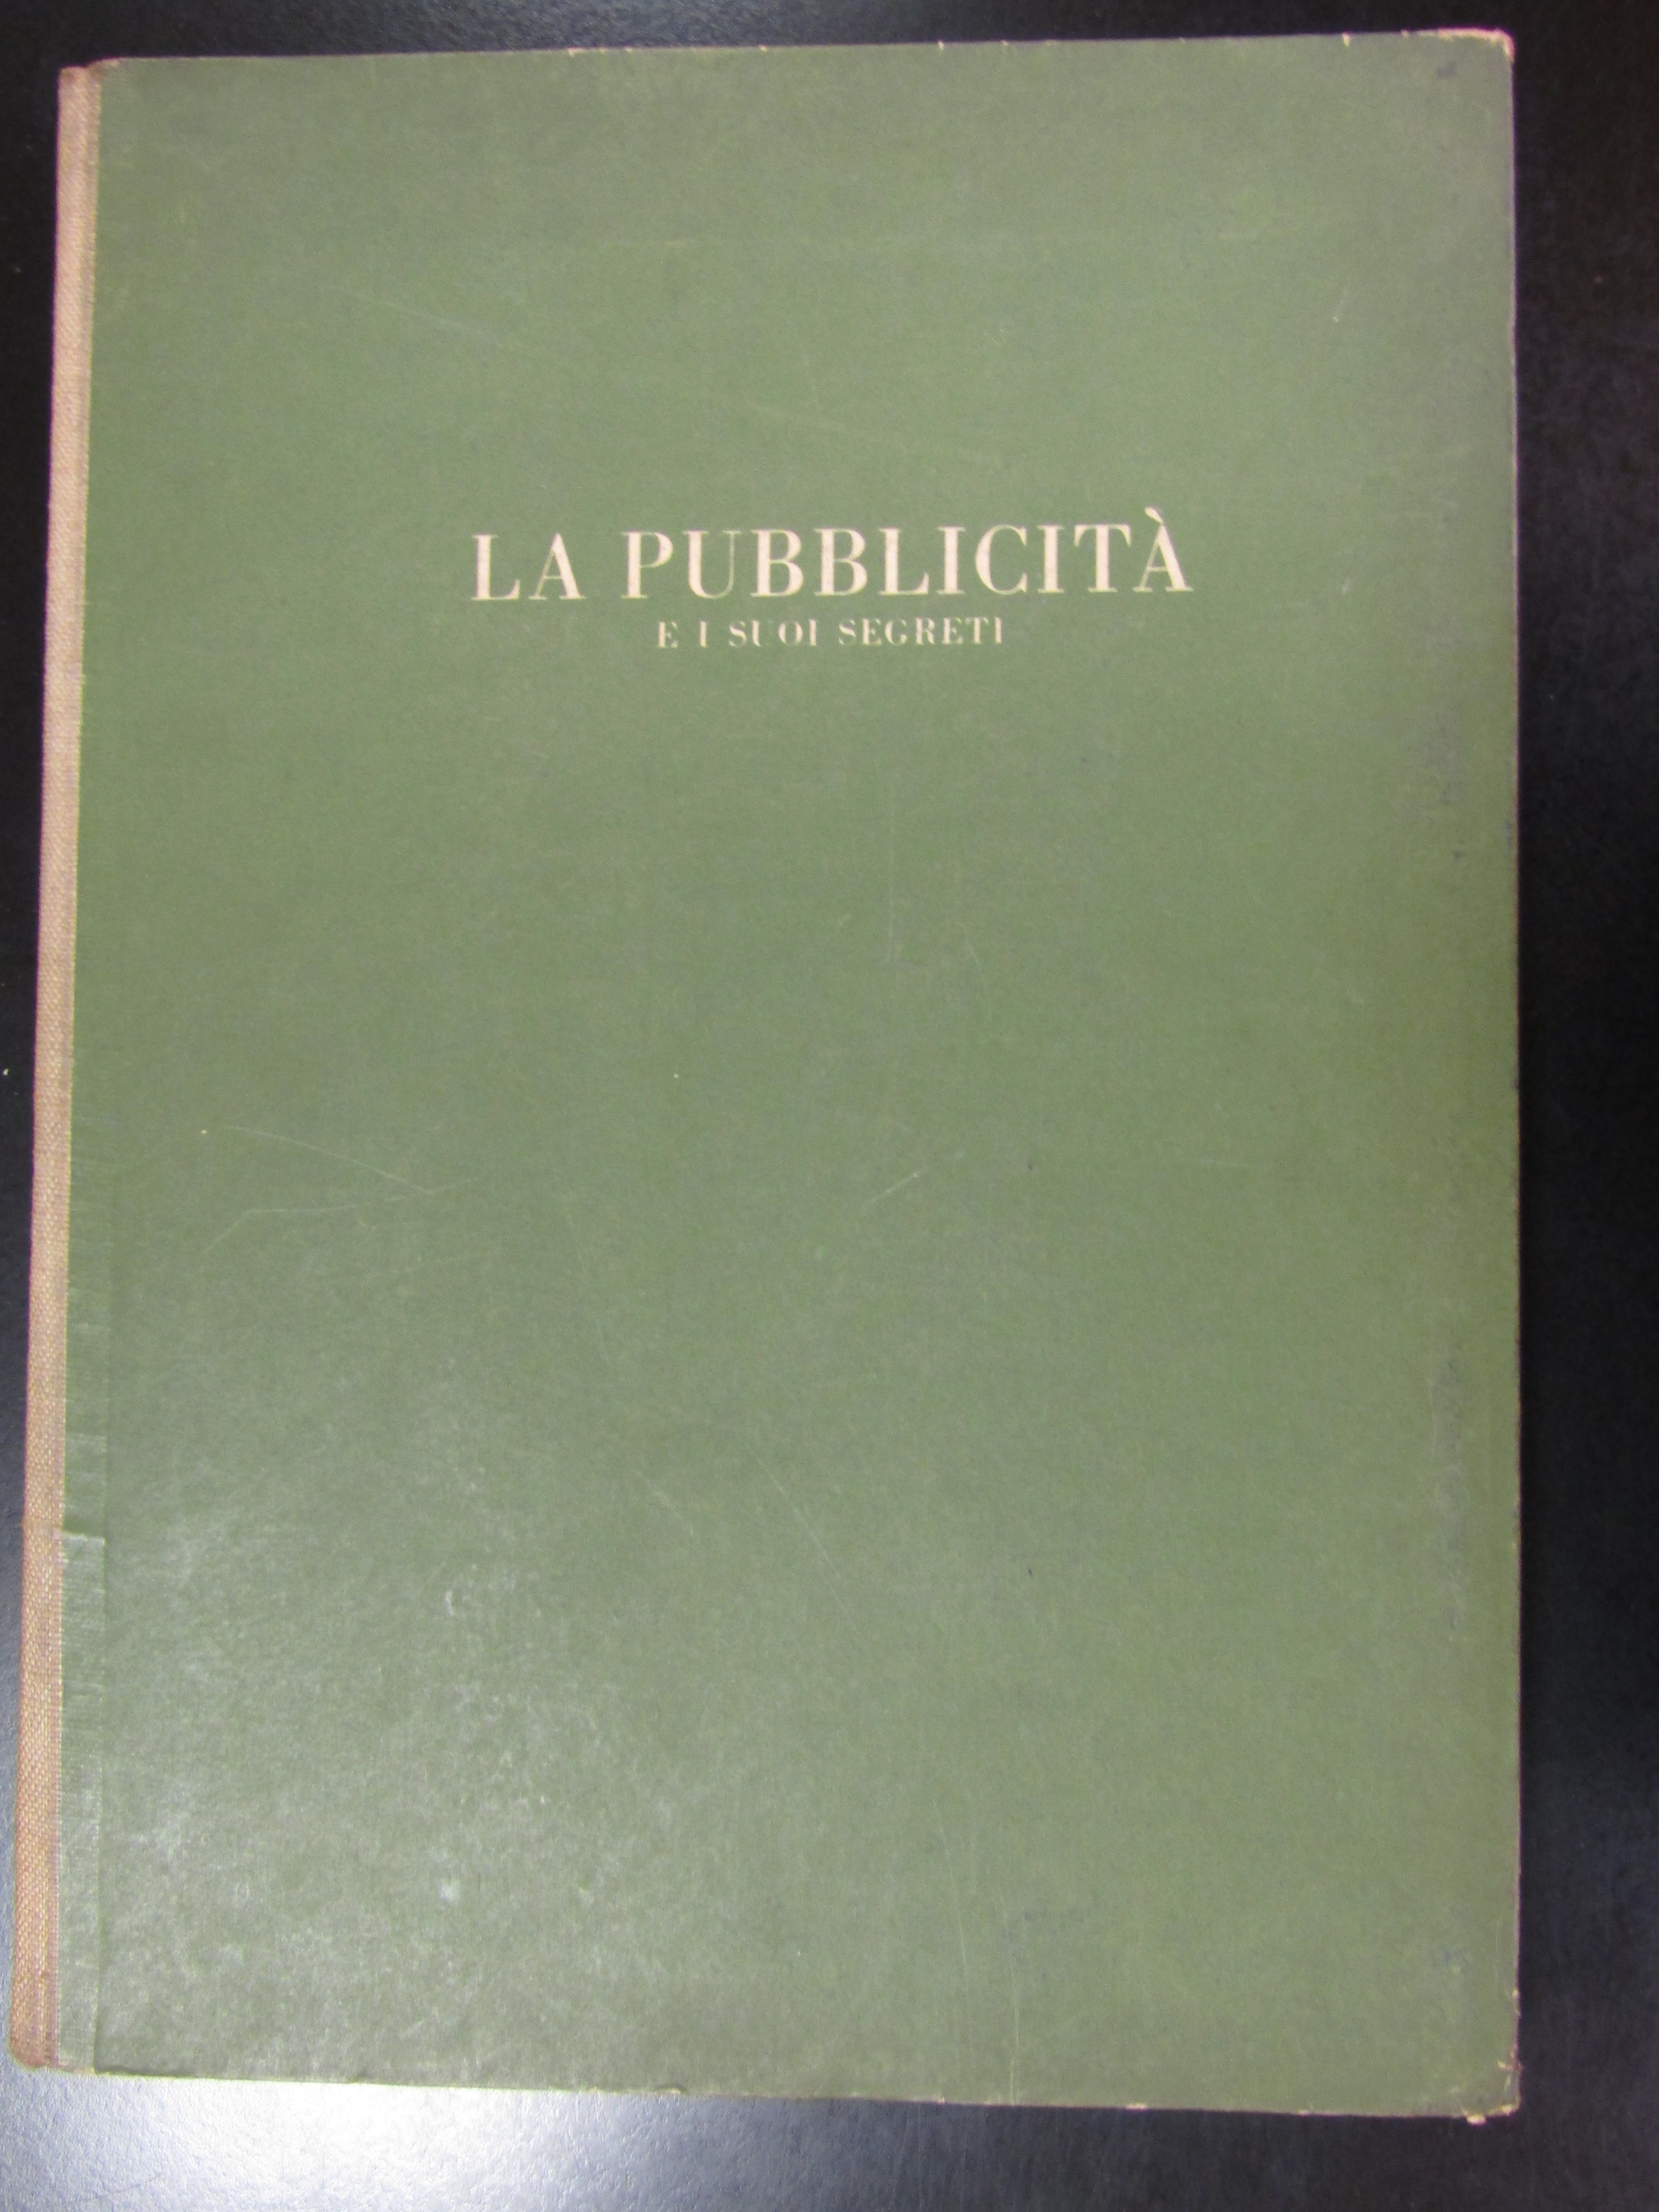 LA PUBBLICITÀ
E I SUOI SEGRETI